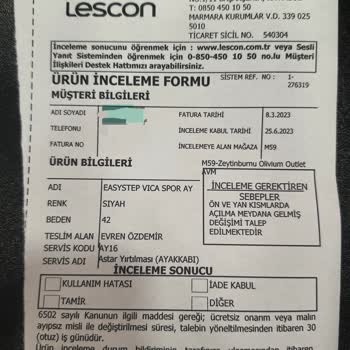 Lescon
T: 0850 450 10 50
MARMARA KURUMLAR V.D. 339 025
5010
TİCARET SİCİL NO. 540304
İnceleme sonucunu öğrenmek için : www.lescon.com.tr veya Sesli
Yanıt Sisteminden öğrenmek için 0-850-450 10 50 no.lu Müşteri
İlişkileri Destek Hattımızı arayabilirsiniz.
ÜRÜN İNCELEME FORMU
SİSTEM REF. NO : 1-
276319
MÜŞTERİ BİLGİLERİ
ADI SOYADI
FATURA TARİHİ 8.3.2023
TELEFONU
İNCELEME KABUL TARİHİ 25.6.2023
FATURA NO
İNCELEMEYE ALAN MAĞAZA M59
M59-Zeytinburnu Olivium Outlet
AVM
ÜRÜN BİLGİLERİ
ADI EASYSTEP VICA SPOR AY
RENK SIYAH
BEDEN 42
TESLİM ALAN EVREN ÖZDEMİR
SERVİS KODU AY16
SERVİS ADI Astar Yırtılması (AYAKKABI)
İNCELEME GEREKTİREN
SEBEPLER
ÖN VE YAN KISMLARDA
AÇILMA MEYDANA GELMİŞ
DEĞİŞİMİ TALEP
EDİLMEKTEDİR
İNCELEME SONUCU
KULLANIM HATASI
İADE KABUL
TAMİR
DİĞER
6502 sayılı Kanunun ilgili maddesi gereği; ücretsiz onarım veya malın
ayıpsız misli ile değiştirilmesi süresi, talebin yöneltilmesinden itibaren 30
(otuz) iş günüdür.